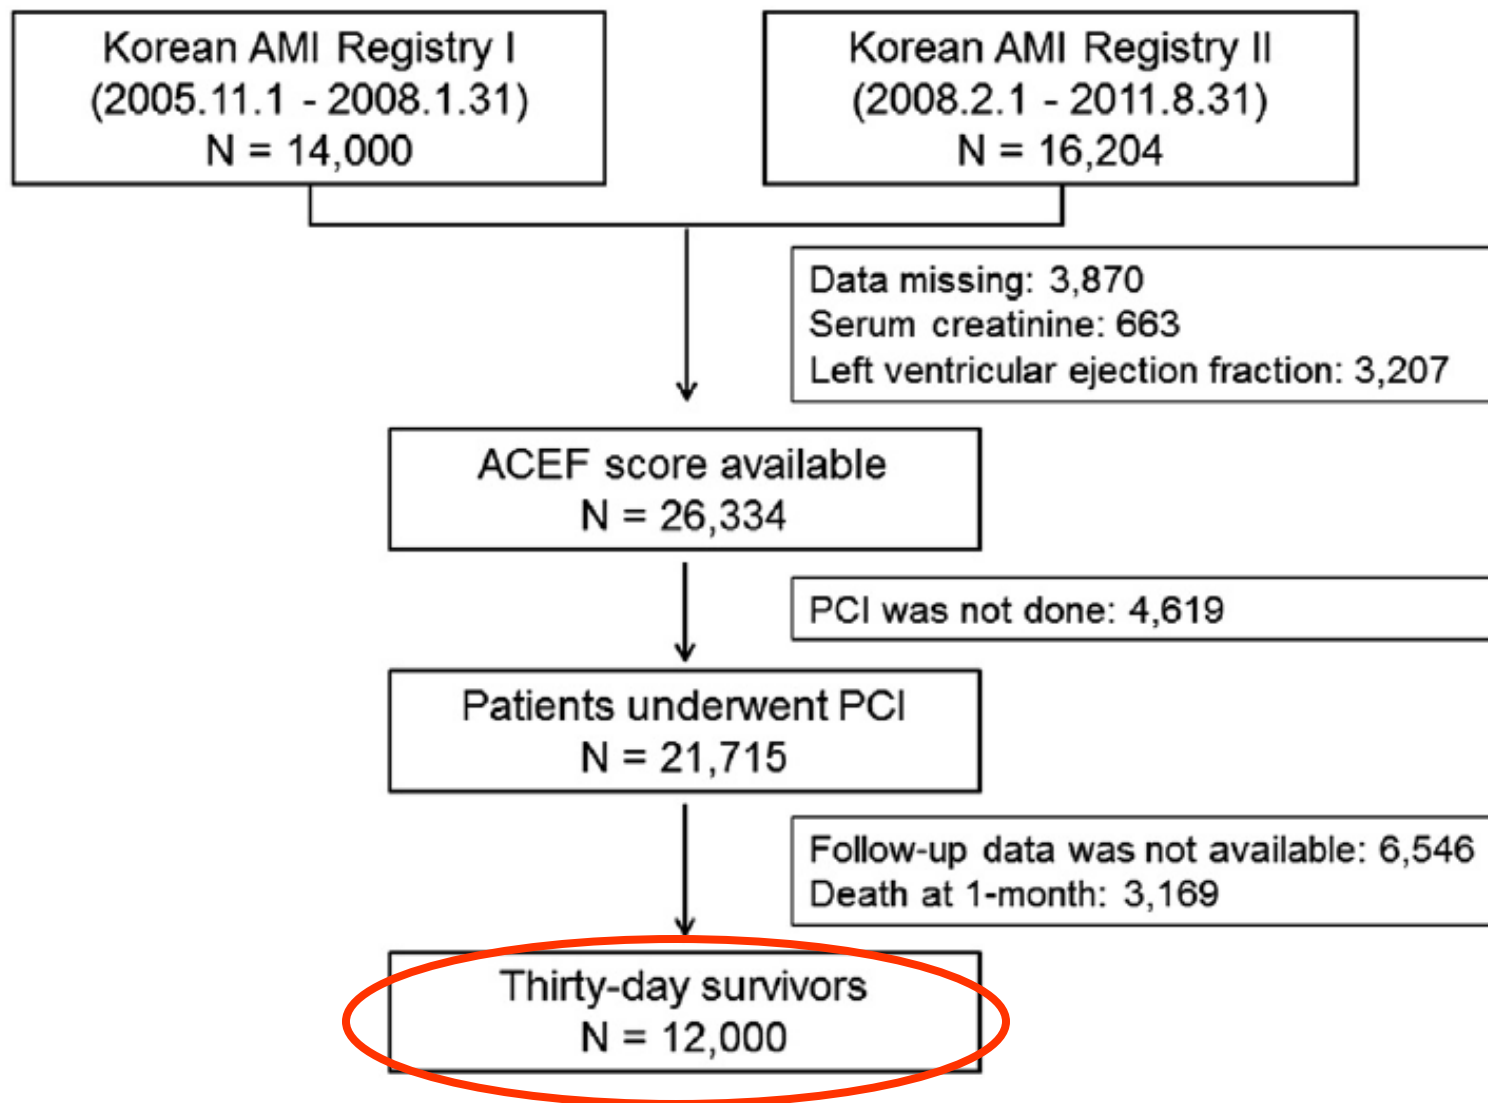 Korean AMI Registry I
(2005.11.1 - 2008.1.31)
N = 14,000
Korean AMI Registry II
(2008.2.1 - 2011.8.31)
N = 16,204
Data missing: 3,870
Serum creatinine: 663
Left ventricular ejection fraction: 3,207
ACEF score available
N = 26,334
PCI was not done: 4,619
Patients underwent PCI
N = 21,715
Follow-up data was not available: 6,546
Death at 1-month: 3,169
Thirty-day survivors
N = 12,000